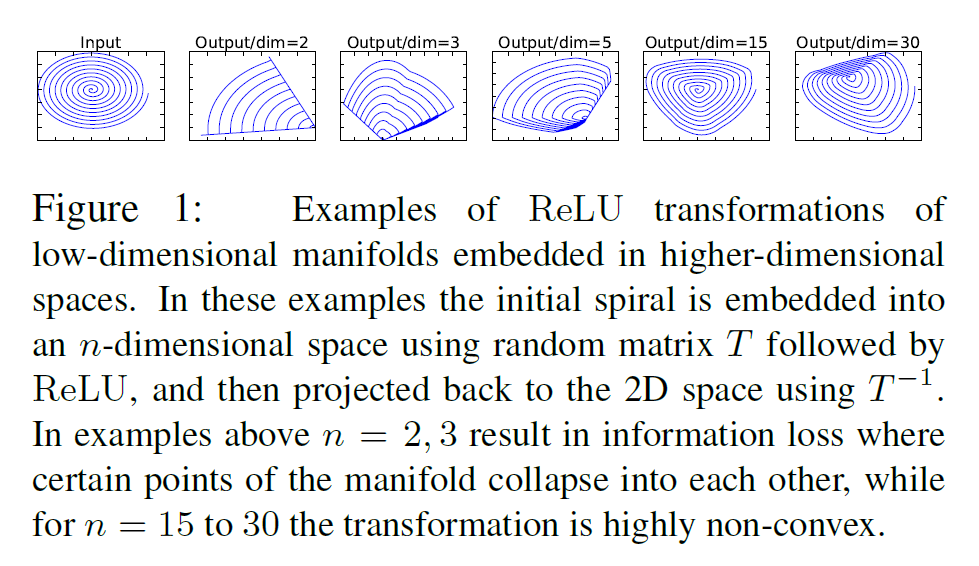 Input Output/dim=2 Output/dim=3 Output/dim=5 Output/dim=15 Output/dim=30
Figure 1: Examples of ReLU transformations of
low-dimensional manifolds embedded in higher-dimensional
spaces. In these examples the initial spiral is embedded into
an n-dimensional space using random matrix T followed by
ReLU, and then projected back to the 2D space using T⁻¹.
In examples above n = 2, 3 result in information loss where
certain points of the manifold collapse into each other, while
for n = 15 to 30 the transformation is highly non-convex.